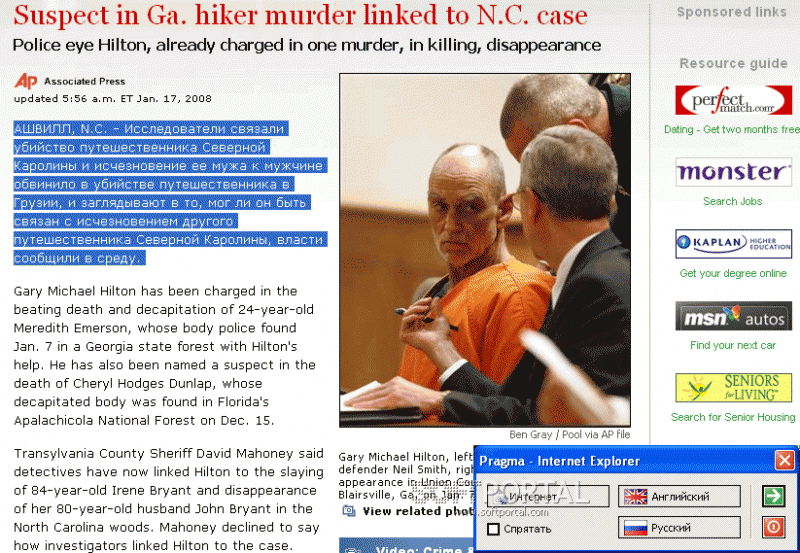 Suspect in Ga. hiker murder linked to N.C. case
Police eye Hilton, already charged in one murder, in killing, disappearance
AP Associated Press
updated 5:56 a.m. ET Jan. 17, 2008
АШВИЛЛ, N.C. - Исследователи связали
убийство путешественника Северной
Каролины и исчезновение ее мужа к мужчине
обвинило в убийстве путешественника в
Грузии, и заглядывают в то, мог ли он быть
связан с исчезновением другого
путешественника Северной Каролины, власти
сообщили в среду.
Gary Michael Hilton has been charged in the
beating death and decapitation of 24-year-old
Meredith Emerson, whose body police found
Jan. 7 in a Georgia state forest with Hilton's
help. He has also been named a suspect in the
death of Cheryl Hodges Dunlap, whose
decapitated body was found in Florida's
Apalachicola National Forest on Dec. 15.
Transylvania County Sheriff David Mahoney said
detectives have now linked Hilton to the slaying
of 84-year-old Irene Bryant and disappearance
of her 80-year-old husband John Bryant in the
North Carolina woods. Mahoney declined to say
how investigators linked Hilton to the case.
Ben Gray / Pool via AP file
Gary Michael Hilton, left
defender Neil Smith, righ
appearance in Union Cou
Blairsville, Ga. on Jan. 7
View related phot
Video: Crime &
Sponsored links
Resource guide
perfectmatch.com
Dating - Get two months free
monster
Search Jobs
KAPLAN HIGHER EDUCATION
Get your degree online
msn autos
Find your next car
SENIORS for LIVING
Search for Senior Housing
Pragma - Internet Explorer
Интернет
Английский
Спрятать
Русский
SOFTPORTAL
www.softportal.com